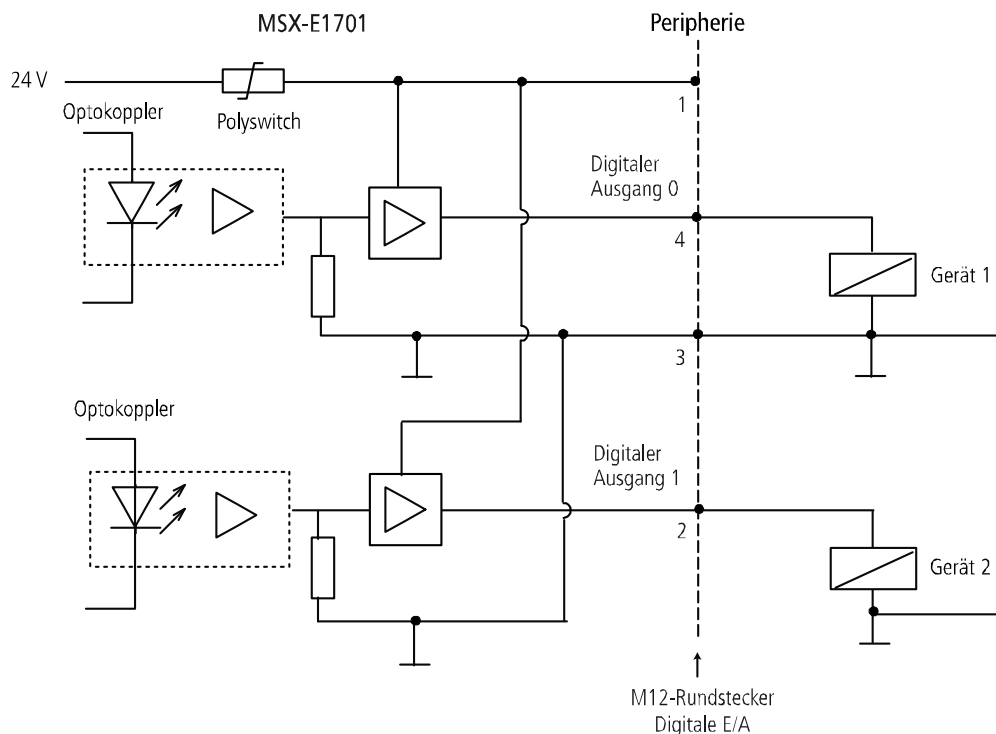 MSX-E1701
Peripherie
24 V
Polyswitch
1
Optokoppler
Digitaler
Ausgang 0
4
Gerät 1
3
Optokoppler
Digitaler
Ausgang 1
2
Gerät 2
M12-Rundstecker
Digitale E/A